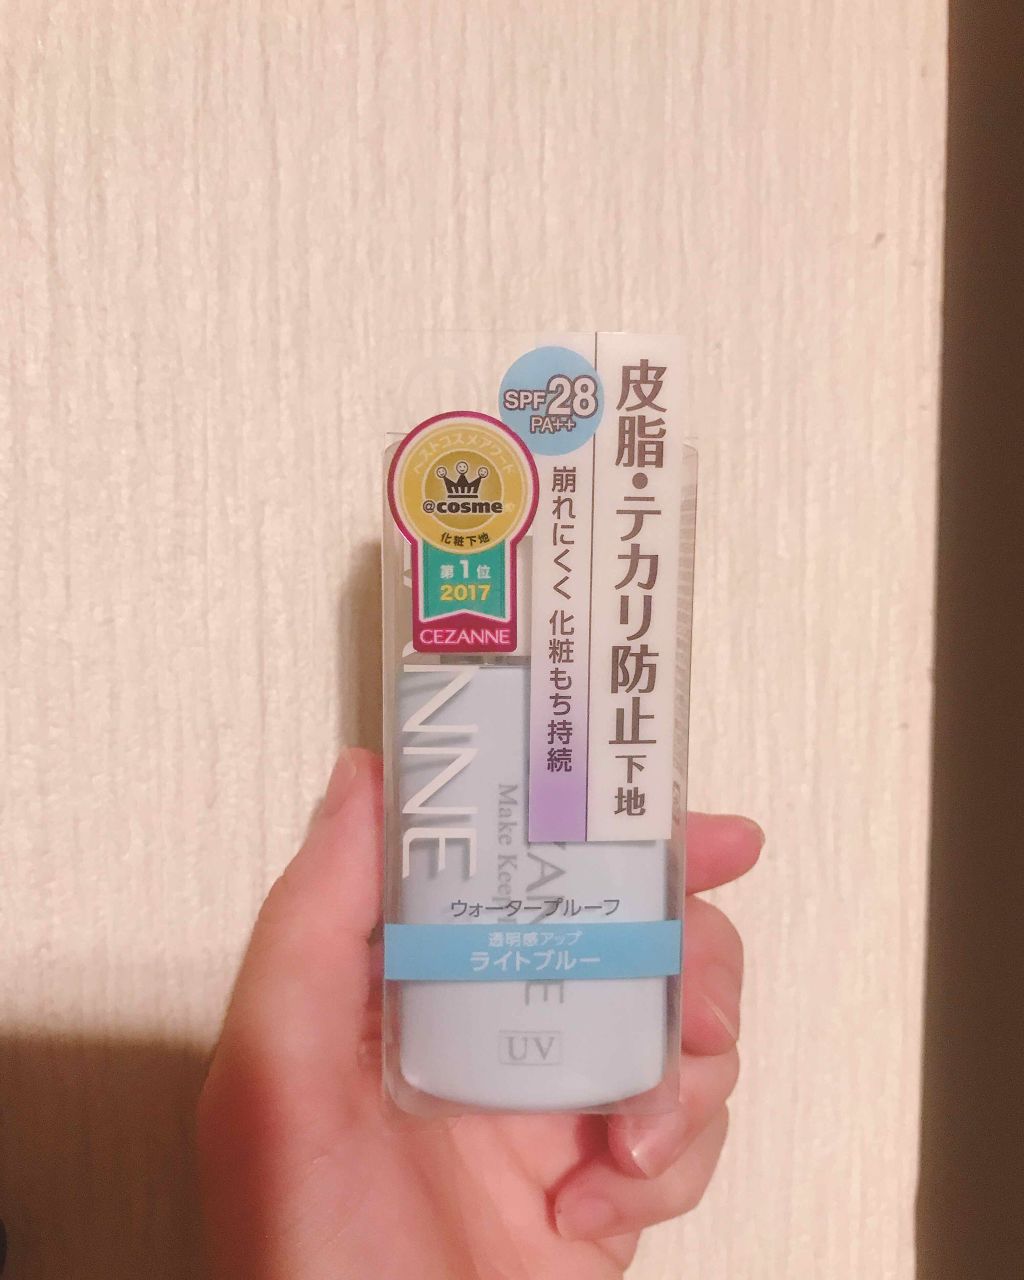 SPF28
PA++
皮脂・テカリ防止下地
崩れにくく 化粧もち持続
ベストコスメアワード
@cosme
化粧下地
第1位
2017
CEZANNE
ANNE
Make Keep
ZAN E
ウォータープルーフ
透明感アップ
ライトブルー
UV